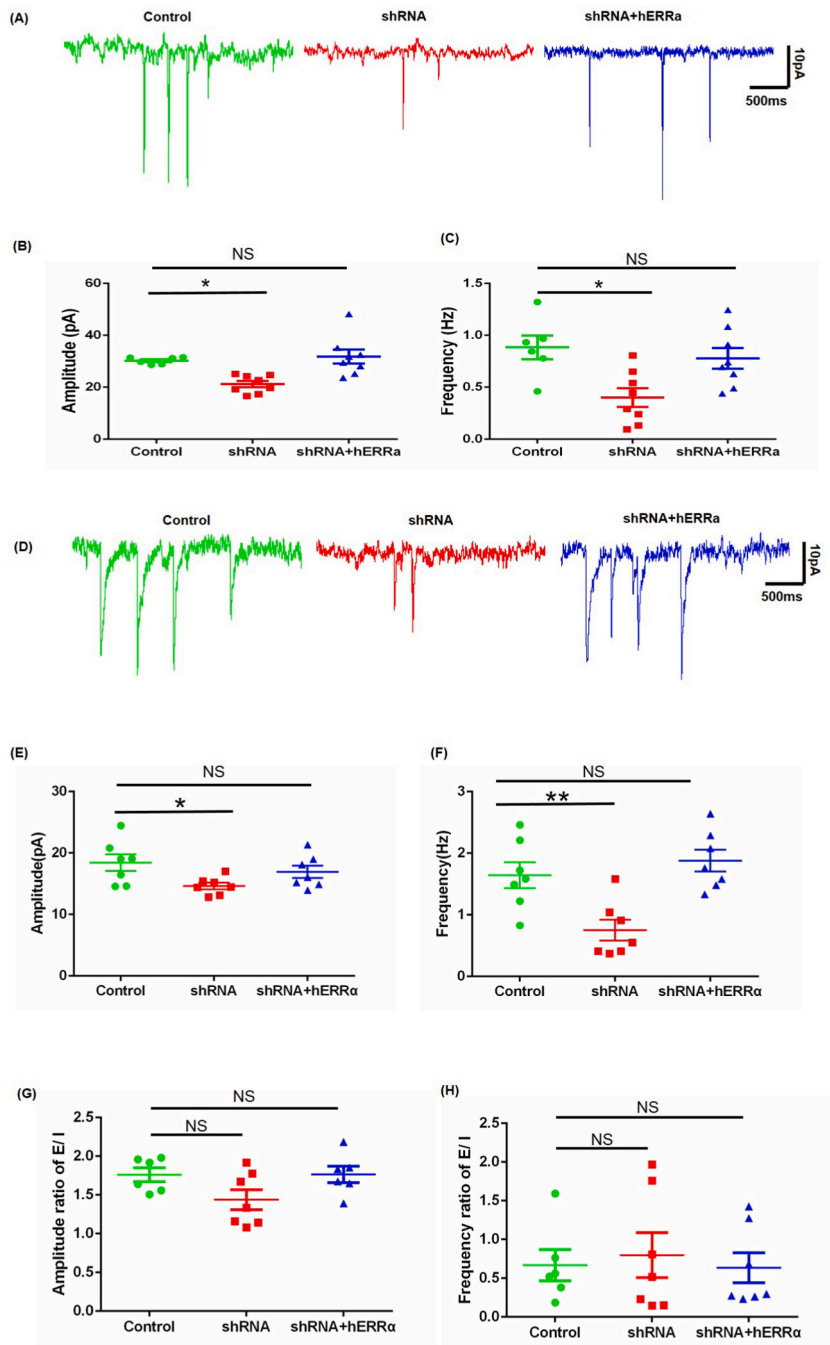 (A)
Control
shRNA
shRNA+hERRa
10pA
500ms
(B)
NS
*
Amplitude (pA)
60
40
20
0
Control
shRNA
shRNA+hERRa
(C)
NS
*
Frequency (Hz)
1.5
1.0
0.5
0.0
Control
shRNA
shRNA+hERRa
(D)
Control
shRNA
shRNA+hERRa
10pA
500ms
(E)
NS
*
Amplitude(pA)
30
20
10
0
Control
shRNA
shRNA+hERRα
(F)
NS
**
Frequency(Hz)
3
2
1
0
Control
shRNA
shRNA+hERRα
(G)
NS
NS
Amplitude ratio of E/ I
2.5
2.0
1.5
1.0
0.5
0.0
Control
shRNA
shRNA+hERRα
(H)
NS
NS
Frequency ratio of E/ I
2.5
2.0
1.5
1.0
0.5
0.0
Control
shRNA
shRNA+hERRα